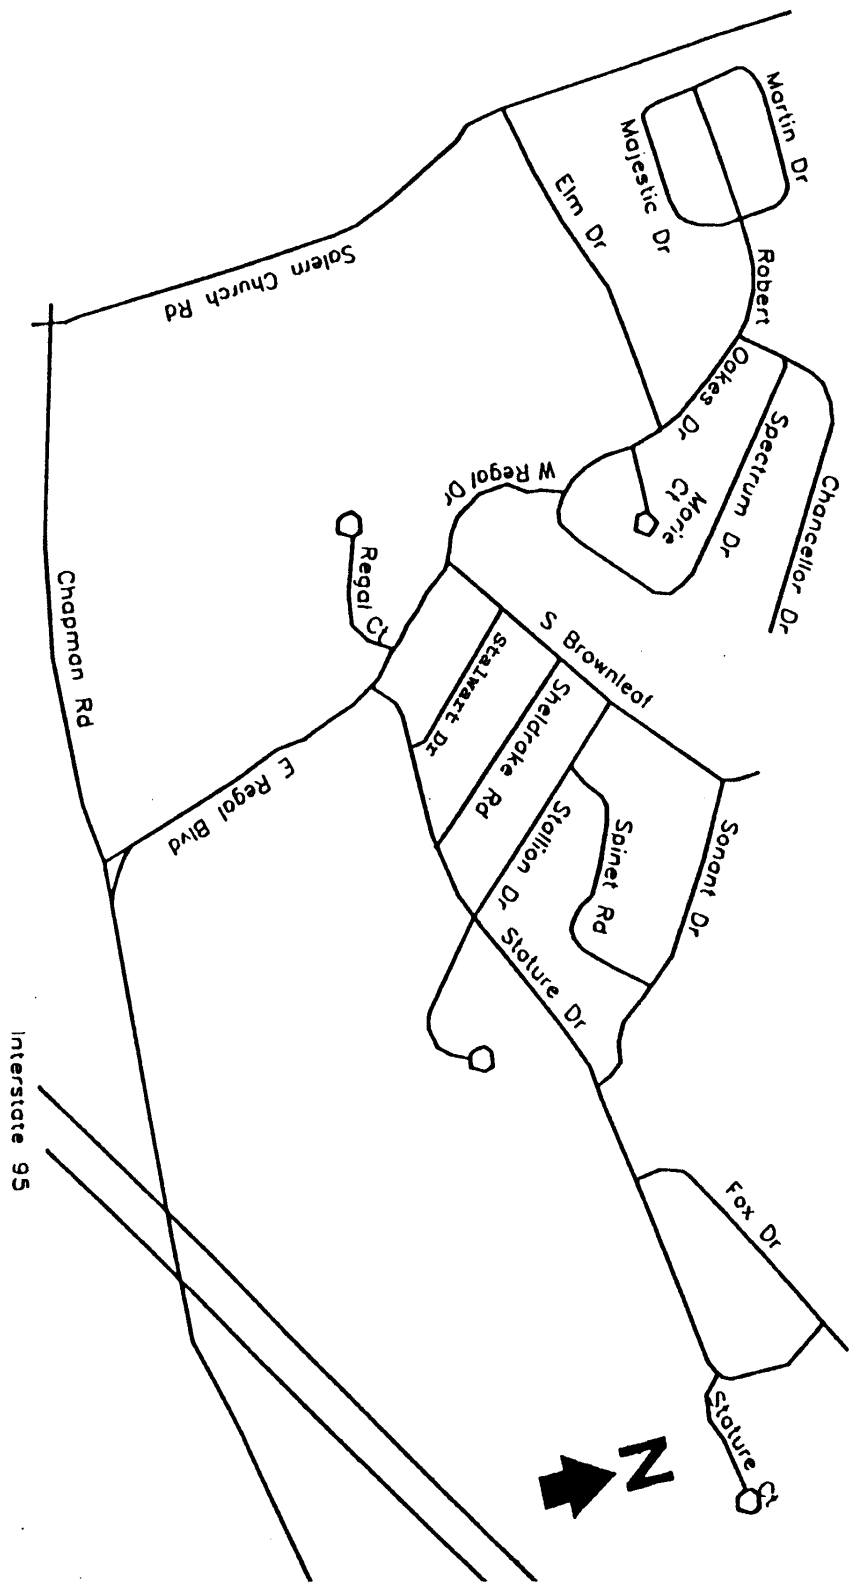 Martin Dr
Majestic Dr
Elm Dr
Robert
Oakes Dr
Salem Church Rd
Spectrum Dr
Chancellor Dr
Marie
Ct
W Regal Dr
Regal Ct
Chapman Rd
S Brownleaf
Stalwart Dr
Sheldrake Rd
E Regal Blvd
Stallion Dr
Spinet Rd
Sonant Dr
Stature Dr
Interstate 95
Fox Dr
Stature Ct
N